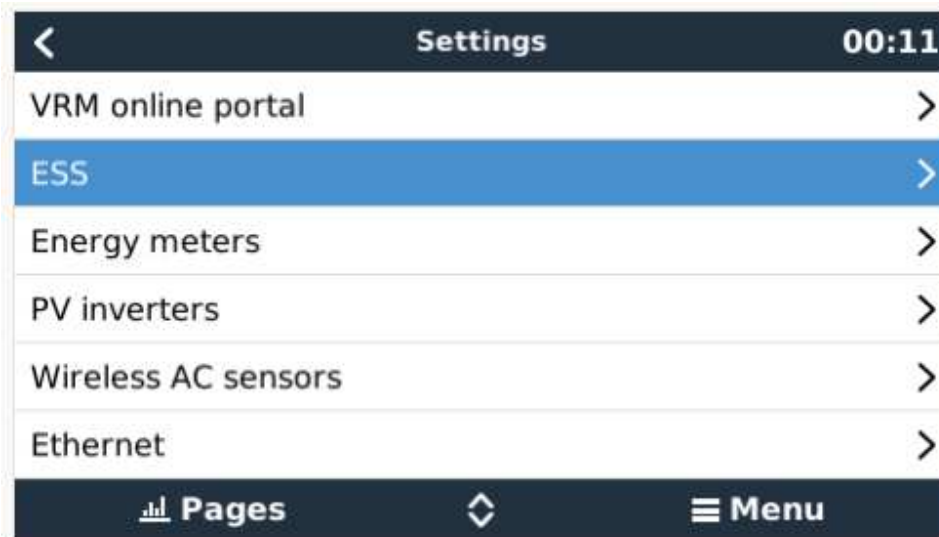 Settings 00:11
VRM online portal
ESS
Energy meters
PV inverters
Wireless AC sensors
Ethernet
Pages Menu